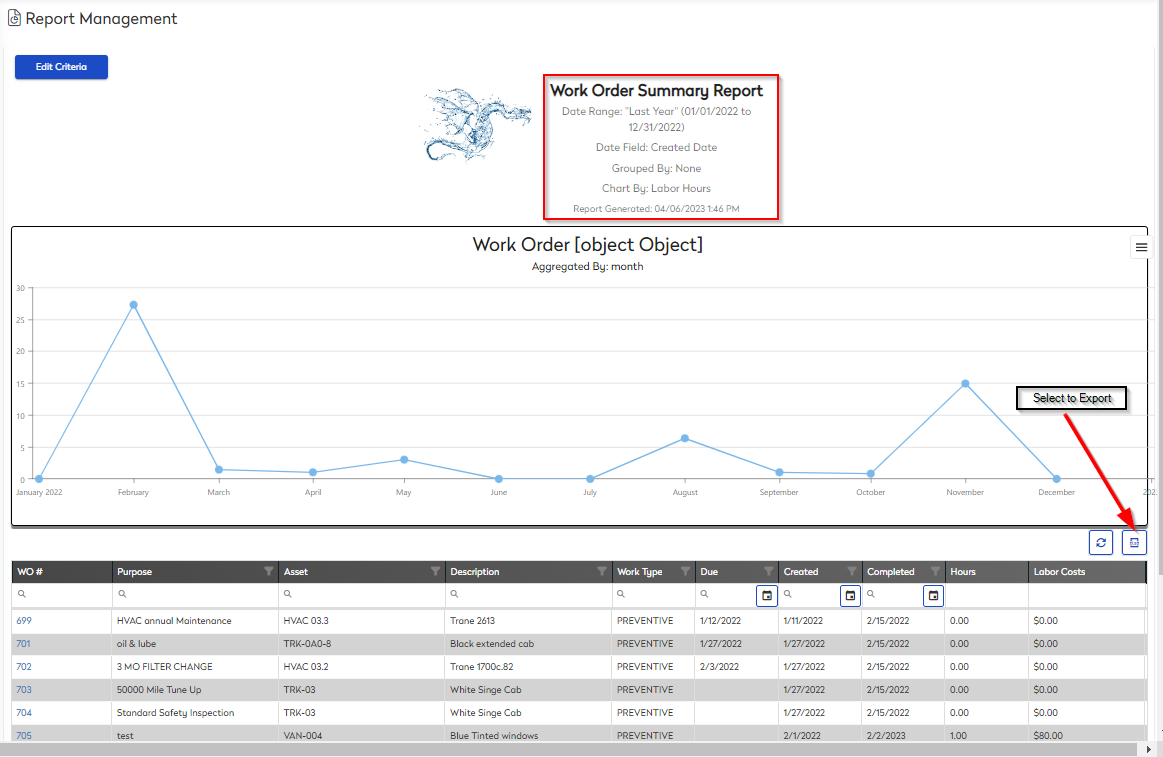 Report Management
Edit Criteria
Work Order Summary Report
Date Range: "Last Year" (01/01/2022 to
12/31/2022)
Date Field: Created Date
Grouped By: None
Chart By: Labor Hours
Report Generated: 04/06/2023 1:46 PM
Work Order [object Object]
Aggregated By: month
30
25
20
15
10
5
0
Select to Export
January 2022 February March April May June July August September October November December 202
WO # Purpose Asset Description Work Type Due Created Completed Hours Labor Costs
699 HVAC annual Maintenance HVAC 03.3 Trane 2613 PREVENTIVE 1/12/2022 1/11/2022 2/15/2022 0.00 $0.00
701 oil & lube TRK-0A0-8 Black extended cab PREVENTIVE 1/27/2022 1/27/2022 2/15/2022 0.00 $0.00
702 3 MO FILTER CHANGE HVAC 03.2 Trane 1700c.82 PREVENTIVE 2/3/2022 1/27/2022 2/15/2022 0.00 $0.00
703 50000 Mile Tune Up TRK-03 White Singe Cab PREVENTIVE 1/27/2022 2/15/2022 0.00 $0.00
704 Standard Safety Inspection TRK-03 White Singe Cab PREVENTIVE 1/27/2022 2/15/2022 0.00 $0.00
705 test VAN-004 Blue Tinted windows PREVENTIVE 2/1/2022 2/2/2023 1.00 $80.00